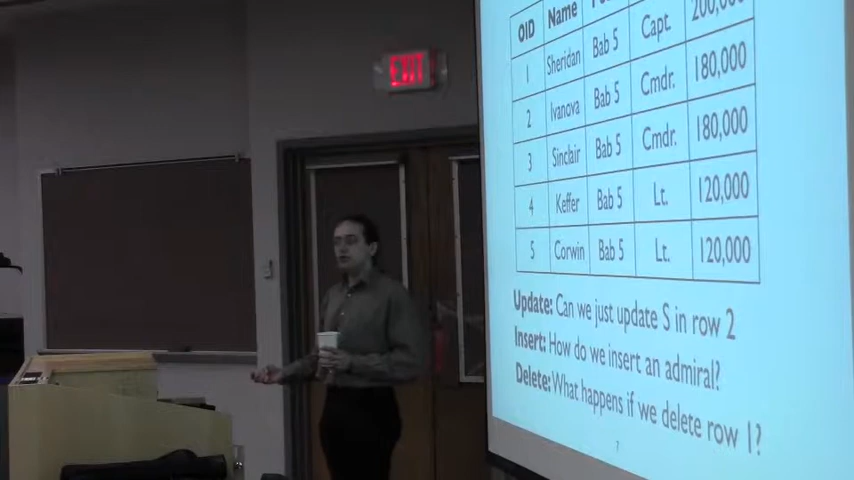 EXIT
OID Name
1 Sheridan Bab 5 Capt. 200,000
2 Ivanova Bab 5 Cmdr. 180,000
3 Sinclair Bab 5 Cmdr. 180,000
4 Keffer Bab 5 Lt. 120,000
5 Corwin Bab 5 Lt. 120,000
Update: Can we just update S in row 2
Insert: How do we insert an admiral?
Delete: What happens if we delete row 1?
7